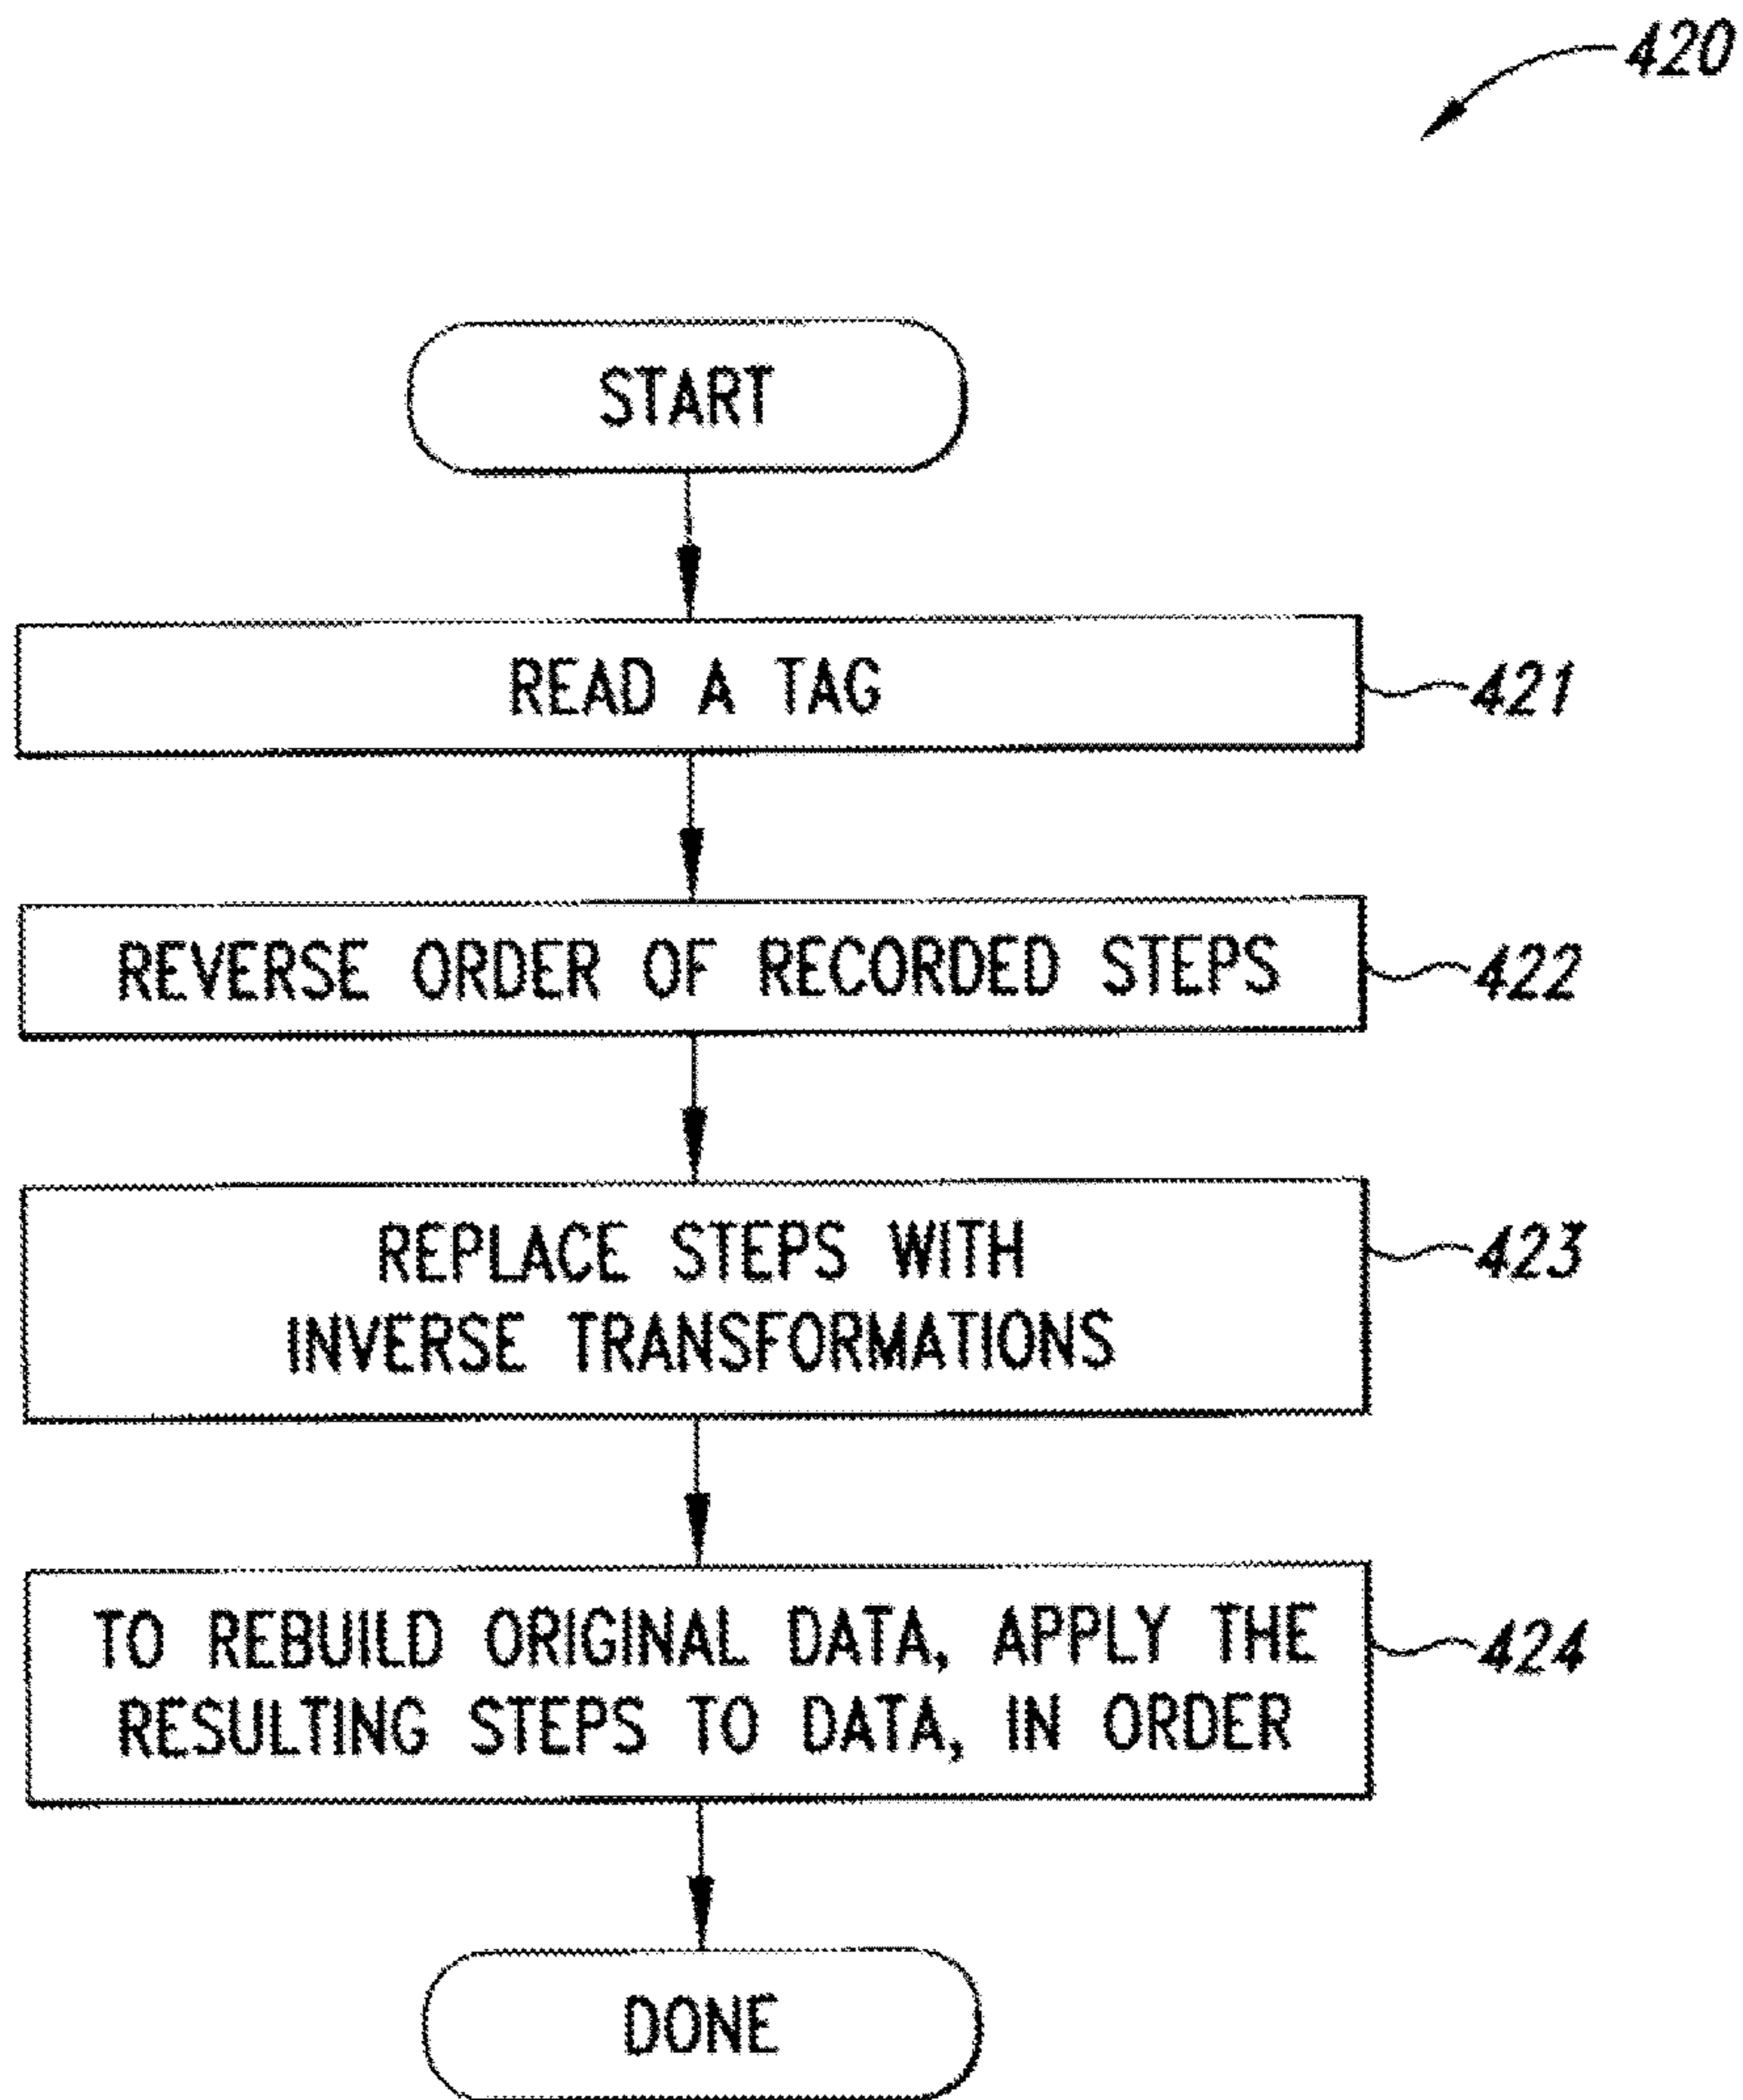 420
START
READ A TAG
421
REVERSE ORDER OF RECORDED STEPS
422
REPLACE STEPS WITH
INVERSE TRANSFORMATIONS
423
TO REBUILD ORIGINAL DATA, APPLY THE
RESULTING STEPS TO DATA, IN ORDER
424
DONE